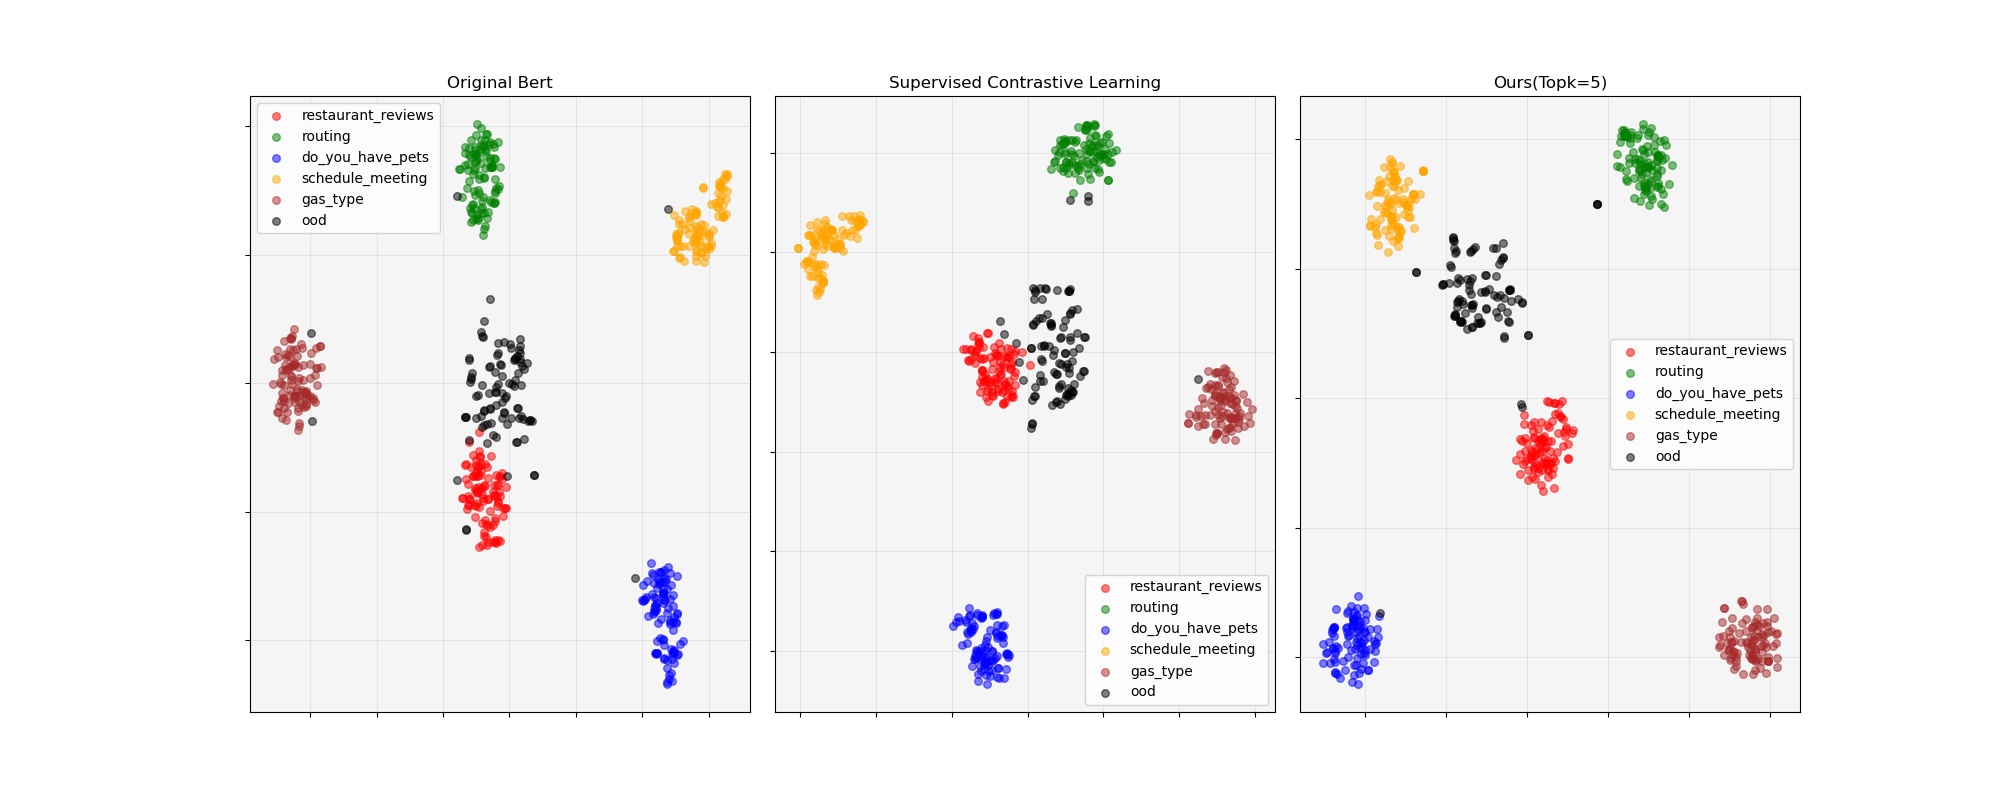 Original Bert
restaurant_reviews
routing
do_you_have_pets
schedule_meeting
gas_type
ood
Supervised Contrastive Learning
restaurant_reviews
routing
do_you_have_pets
schedule_meeting
gas_type
ood
Ours(Topk=5)
restaurant_reviews
routing
do_you_have_pets
schedule_meeting
gas_type
ood